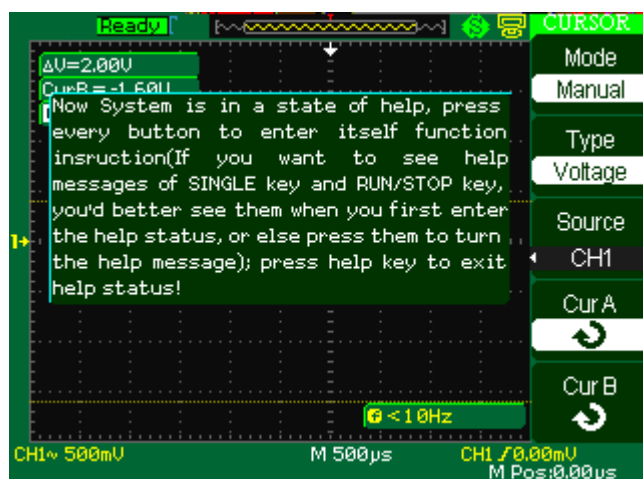 Ready
CURSOR
Mode
Manual
Type
Voltage
Source
CH1
Cur A
Cur B
ΔV=2.00V
CurB=-1.60V
Now System is in a state of help, press
every button to enter itself function
insruction(If you want to see help
messages of SINGLE key and RUN/STOP key,
you'd better see them when you first enter
the help status, or else press them to turn
the help message); press help key to exit
help status!
1
f <10Hz
CH1~ 500mV
M 500μs
CH1 / 0.00mV
M Pos:0.00μs